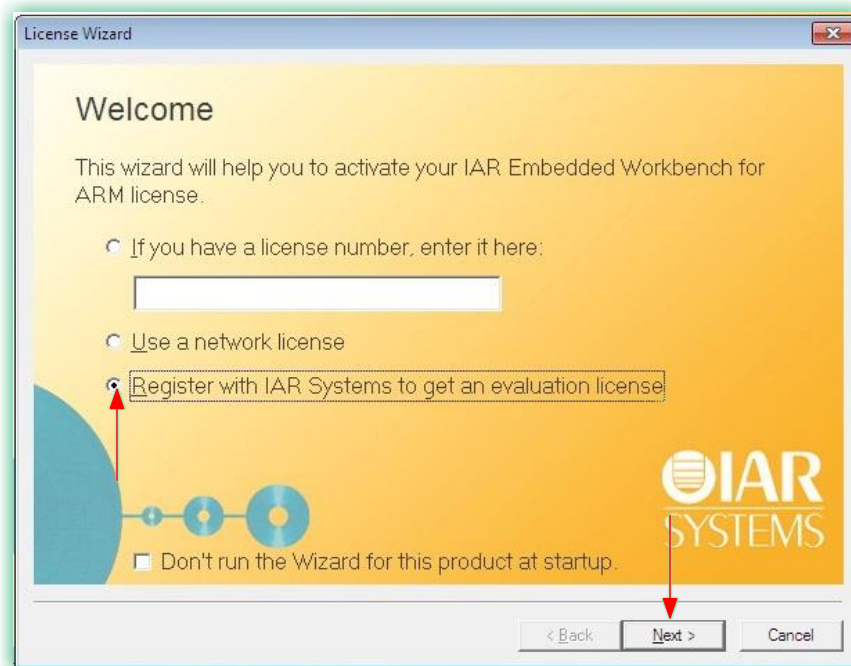 License Wizard
Welcome
This wizard will help you to activate your IAR Embedded Workbench for
ARM license.
If you have a license number, enter it here:
Use a network license
Register with IAR Systems to get an evaluation license
IAR
SYSTEMS
Don't run the Wizard for this product at startup.
< Back
Next >
Cancel